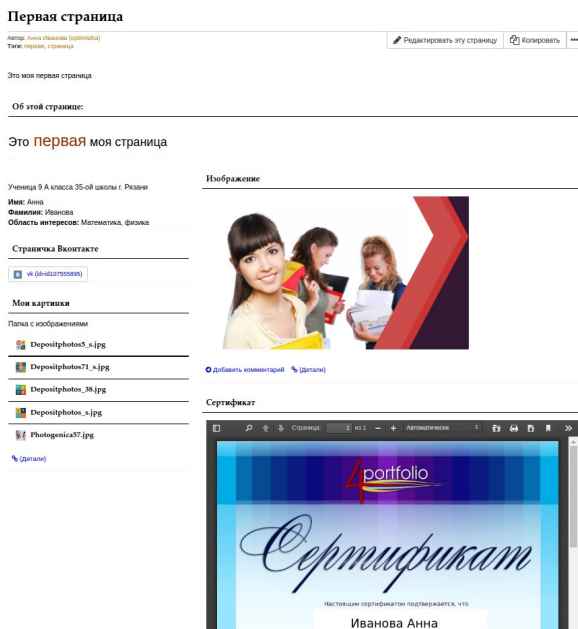 Первая страница
Автор: Анна Иванова (optimistka)
Тэги: первая, страница
Редактировать эту страницу
Копировать
Это моя первая страница
Об этой странице:
Это первая моя страница
Ученица 9 А класса 35-ой школы г. Рязани
Имя: Анна
Фамилия: Иванова
Область интересов: Математика, физика
Страничка Вконтакте
vk (id=id107555895)
Мои картинки
Папка с изображениями
Depositphotos5_s.jpg
Depositphotos71_s.jpg
Depositphotos_38.jpg
Depositphotos_s.jpg
Photogenica57.jpg
(Детали)
Изображение
Добавить комментарий (Детали)
Сертификат
Страница: 1 из 1 Автоматически
4portfolio
Сертификат
Настоящим сертификатом подтвержается, что
Иванова Анна